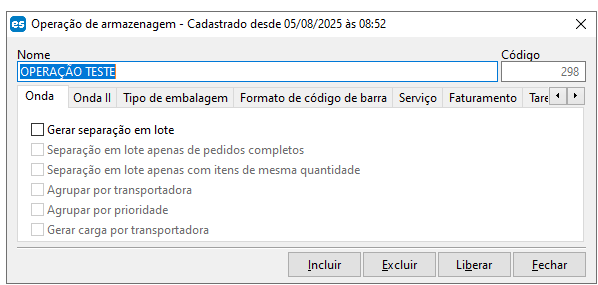 es Operação de armazenagem - Cadastrado desde 05/08/2025 às 08:52
Nome Código
OPERAÇÃO TESTE 298
Onda Onda II Tipo de embalagem Formato de código de barra Serviço Faturamento Tare
Gerar separação em lote
Separação em lote apenas de pedidos completos
Separação em lote apenas com itens de mesma quantidade
Agrupar por transportadora
Agrupar por prioridade
Gerar carga por transportadora
Incluir Excluir Liberar Fechar